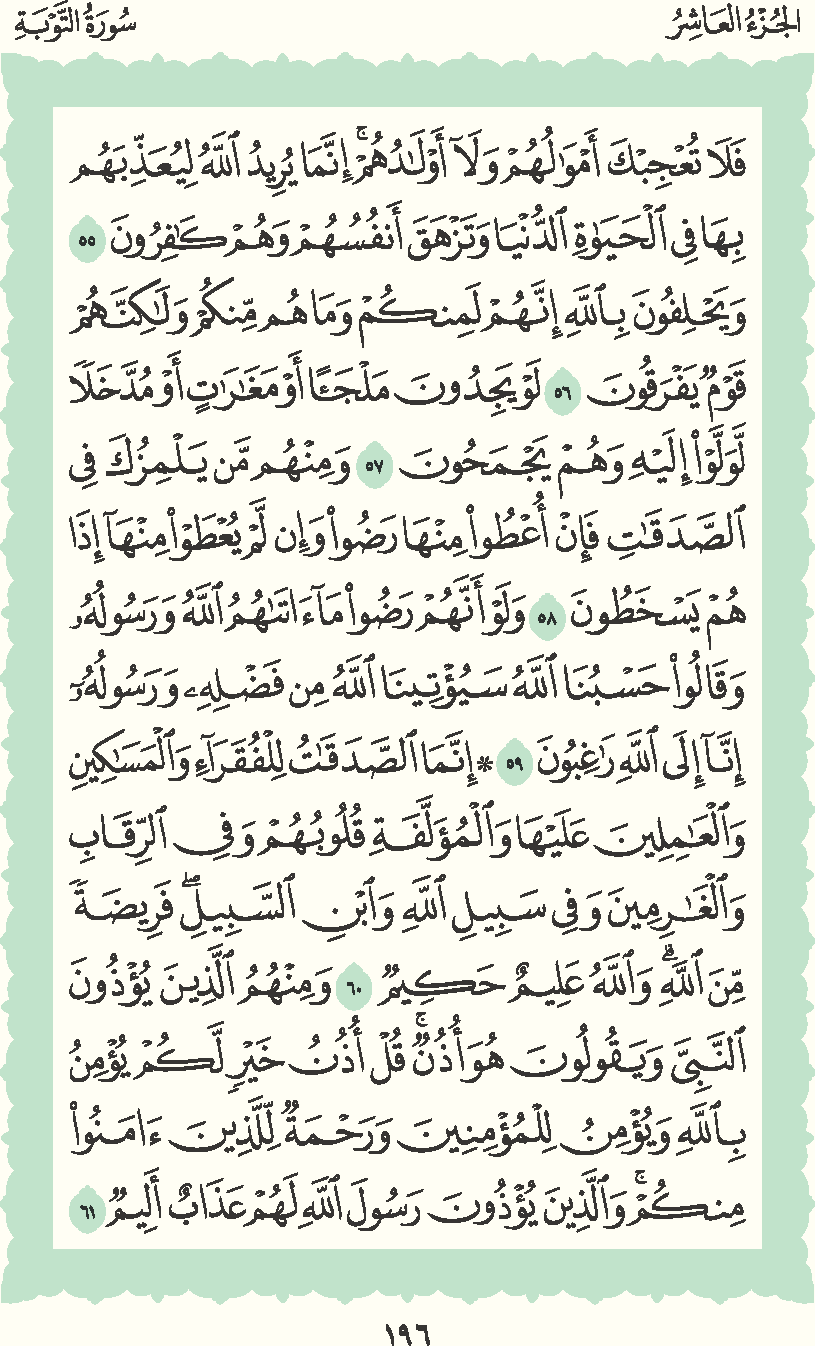 الجُزْءُ العَاشِرُ
سُورَةُ التَّوْبَةِ
فَلَا تُعْجِبْكَ أَمْوَٰلُهُمْ وَلَآ أَوْلَٰدُهُمْ ۚ إِنَّمَا يُرِيدُ ٱللَّهُ لِيُعَذِّبَهُم
بِهَا فِى ٱلْحَيَوٰةِ ٱلدُّنْيَا وَتَزْهَقَ أَنفُسُهُمْ وَهُمْ كَٰفِرُونَ ٥٥
وَيَحْلِفُونَ بِٱللَّهِ إِنَّهُمْ لَمِنكُمْ وَمَا هُم مِّنكُمْ وَلَٰكِنَّهُمْ
قَوْمٌ يَفْرَقُونَ ٥٦ لَوْ يَجِدُونَ مَلْجَـًٔا أَوْ مَغَٰرَٰتٍ أَوْ مُدَّخَلًا
لَّوَلَّوْا۟ إِلَيْهِ وَهُمْ يَجْمَحُونَ ٥٧ وَمِنْهُم مَّن يَلْمِزُكَ فِى
ٱلصَّدَقَٰتِ فَإِنْ أُعْطُوا۟ مِنْهَا رَضُوا۟ وَإِن لَّمْ يُعْطَوْا۟ مِنْهَآ إِذَا
هُمْ يَسْخَطُونَ ٥٨ وَلَوْ أَنَّهُمْ رَضُوا۟ مَآ ءَاتَىٰهُمُ ٱللَّهُ وَرَسُولُهُۥ
وَقَالُوا۟ حَسْبُنَا ٱللَّهُ سَيُؤْتِينَا ٱللَّهُ مِن فَضْلِهِۦ وَرَسُولُهُۥٓ
إِنَّآ إِلَى ٱللَّهِ رَٰغِبُونَ ٥٩ * إِنَّمَا ٱلصَّدَقَٰتُ لِلْفُقَرَآءِ وَٱلْمَسَٰكِينِ
وَٱلْعَٰمِلِينَ عَلَيْهَا وَٱلْمُؤَلَّفَةِ قُلُوبُهُمْ وَفِى ٱلرِّقَابِ
وَٱلْغَٰرِمِينَ وَفِى سَبِيلِ ٱللَّهِ وَٱبْنِ ٱلسَّبِيلِ ۖ فَرِيضَةً
مِّنَ ٱللَّهِ ۗ وَٱللَّهُ عَلِيمٌ حَكِيمٌ ٦٠ وَمِنْهُمُ ٱلَّذِينَ يُؤْذُونَ
ٱلنَّبِىَّ وَيَقُولُونَ هُوَ أُذُنٌ ۚ قُلْ أُذُنُ خَيْرٍ لَّكُمْ يُؤْمِنُ
بِٱللَّهِ وَيُؤْمِنُ لِلْمُؤْمِنِينَ وَرَحْمَةٌ لِّلَّذِينَ ءَامَنُوا۟
مِنكُمْ ۚ وَٱلَّذِينَ يُؤْذُونَ رَسُولَ ٱللَّهِ لَهُمْ عَذَابٌ أَلِيمٌ ٦١
١٩٦